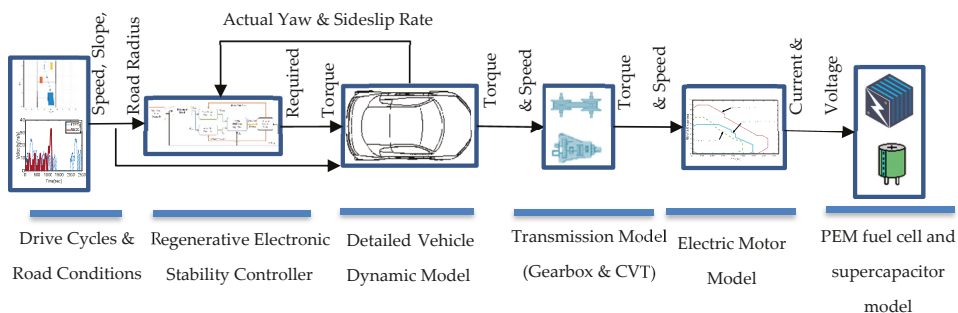 Actual Yaw & Sideslip Rate
Speed, Slope,
Road Radius
Required
Torque
Torque
& Speed
Torque
& Speed
Current &
Voltage
Drive Cycles &
Road Conditions
Regenerative Electronic
Stability Controller
Detailed Vehicle
Dynamic Model
Transmission Model
(Gearbox & CVT)
Electric Motor
Model
PEM fuel cell and
supercapacitor
model